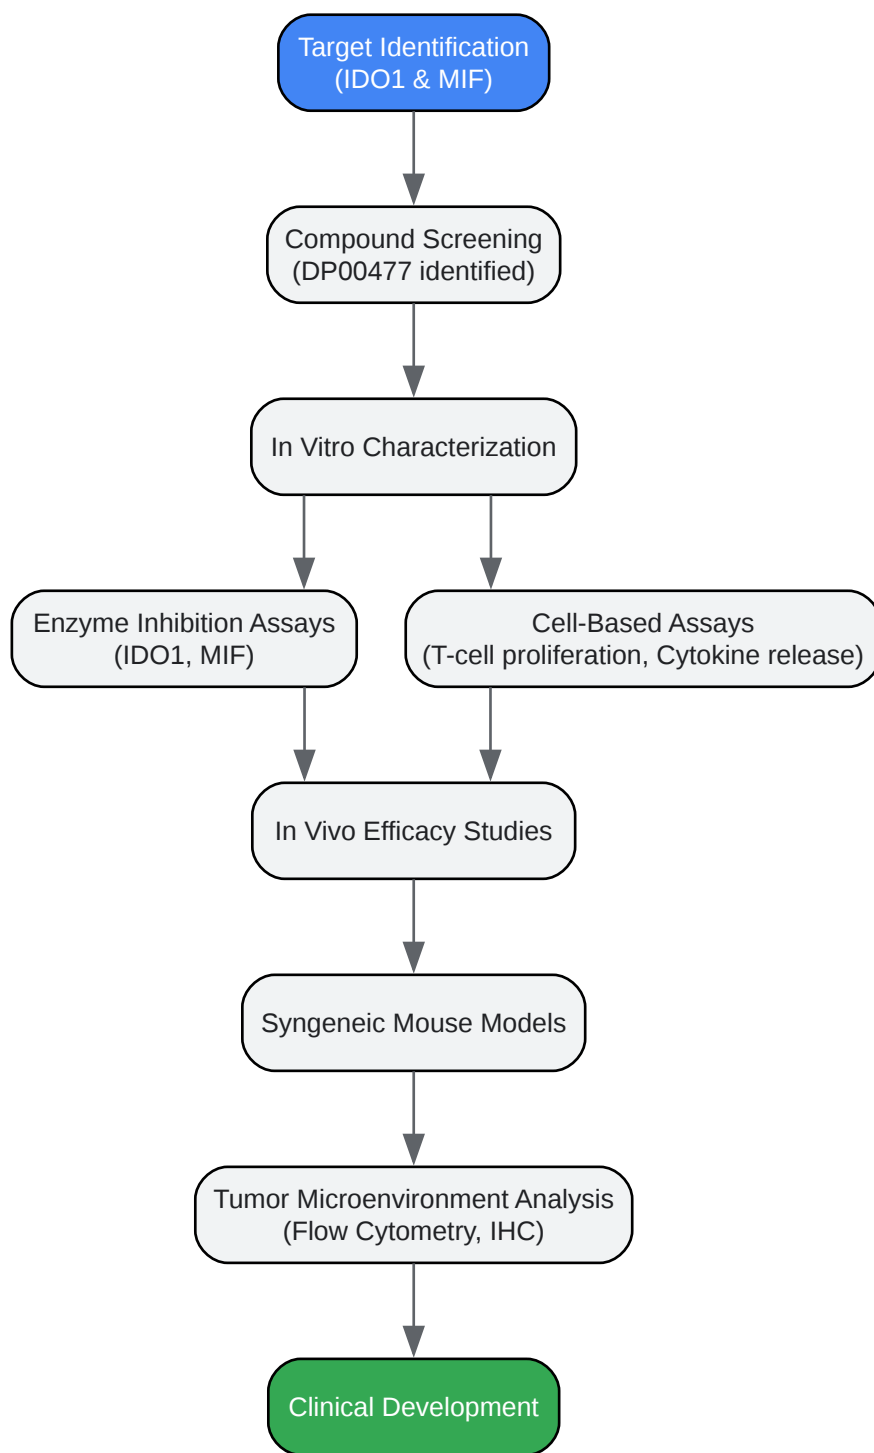 Target Identification
(IDO1 & MIF)
Compound Screening
(DP00477 identified)
In Vitro Characterization
Enzyme Inhibition Assays
(IDO1, MIF)
Cell-Based Assays
(T-cell proliferation, Cytokine release)
In Vivo Efficacy Studies
Syngeneic Mouse Models
Tumor Microenvironment Analysis
(Flow Cytometry, IHC)
Clinical Development